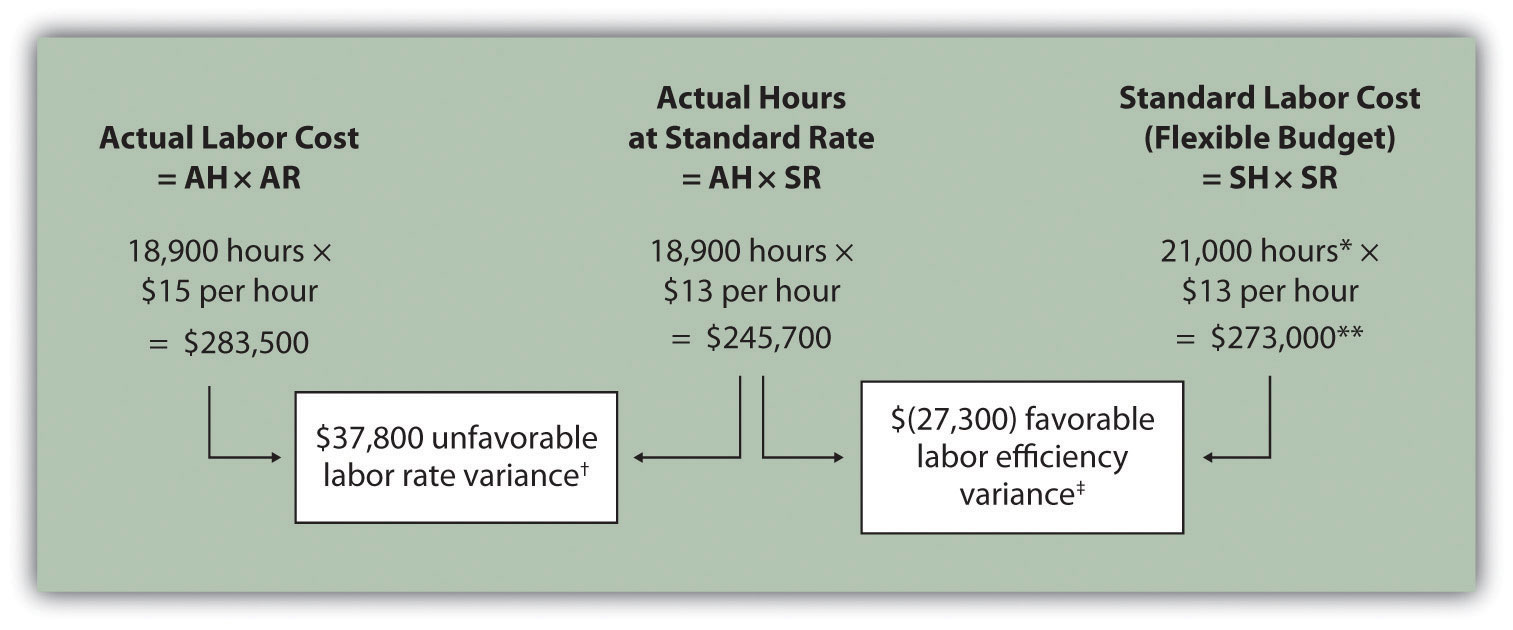 Actual Labor Cost
= AH × AR
18,900 hours ×
$15 per hour
= $283,500
Actual Hours
at Standard Rate
= AH × SR
18,900 hours ×
$13 per hour
= $245,700
Standard Labor Cost
(Flexible Budget)
= SH × SR
21,000 hours* ×
$13 per hour
= $273,000**
$37,800 unfavorable
labor rate variance†
$(27,300) favorable
labor efficiency
variance‡